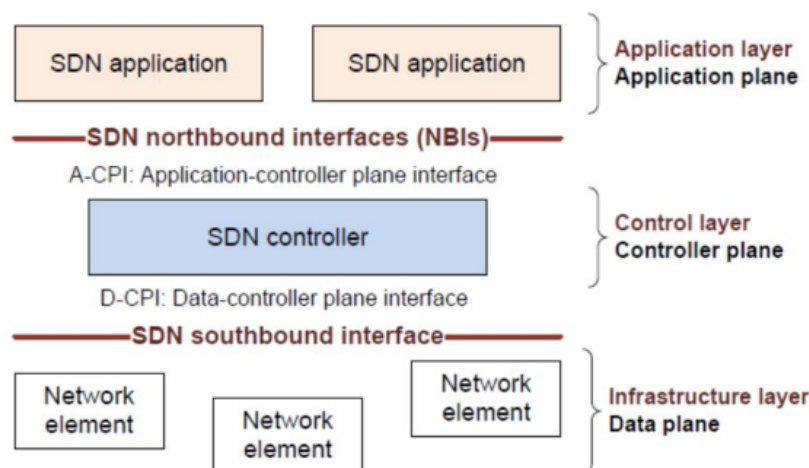 SDN application
SDN application
Application layer
Application plane
SDN northbound interfaces (NBIs)
A-CPI: Application-controller plane interface
SDN controller
Control layer
Controller plane
D-CPI: Data-controller plane interface
SDN southbound interface
Network
element
Network
element
Network
element
Infrastructure layer
Data plane